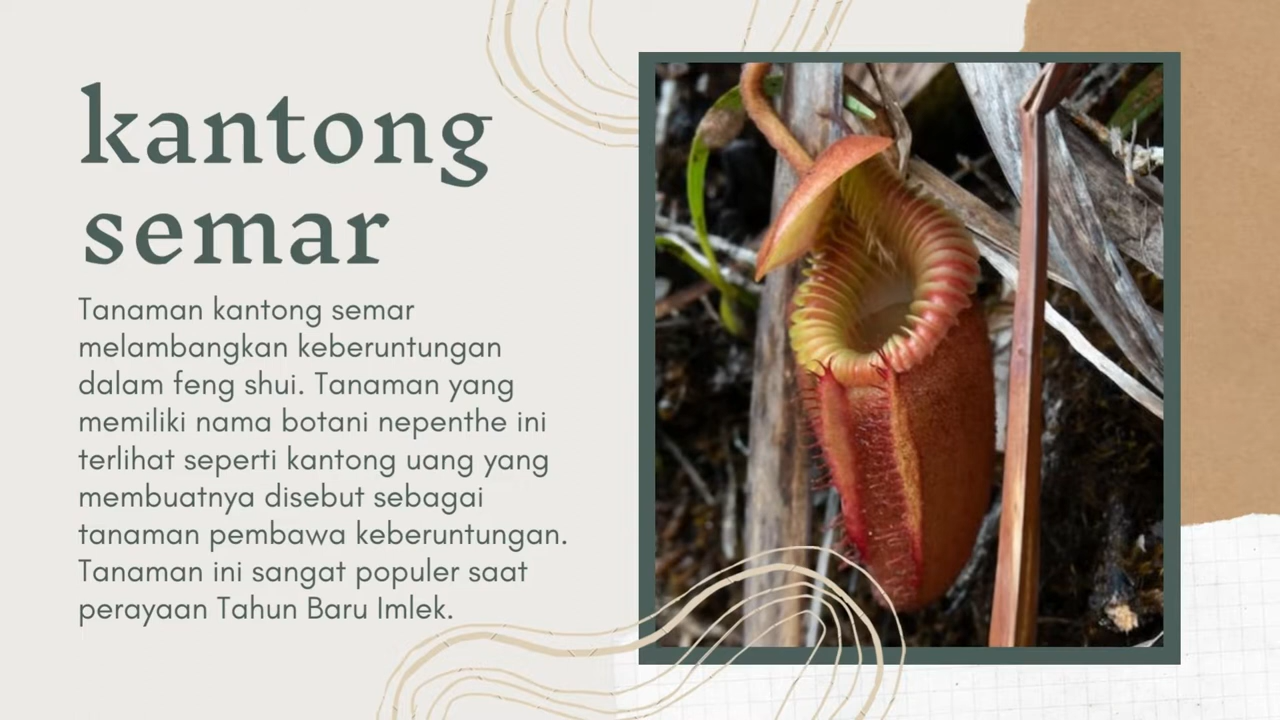 kantong
semar
Tanaman kantong semar
melambangkan keberuntungan
dalam feng shui. Tanaman yang
memiliki nama botani nepenthe ini
terlihat seperti kantong uang yang
membuatnya disebut sebagai
tanaman pembawa keberuntungan.
Tanaman ini sangat populer saat
perayaan Tahun Baru Imlek.